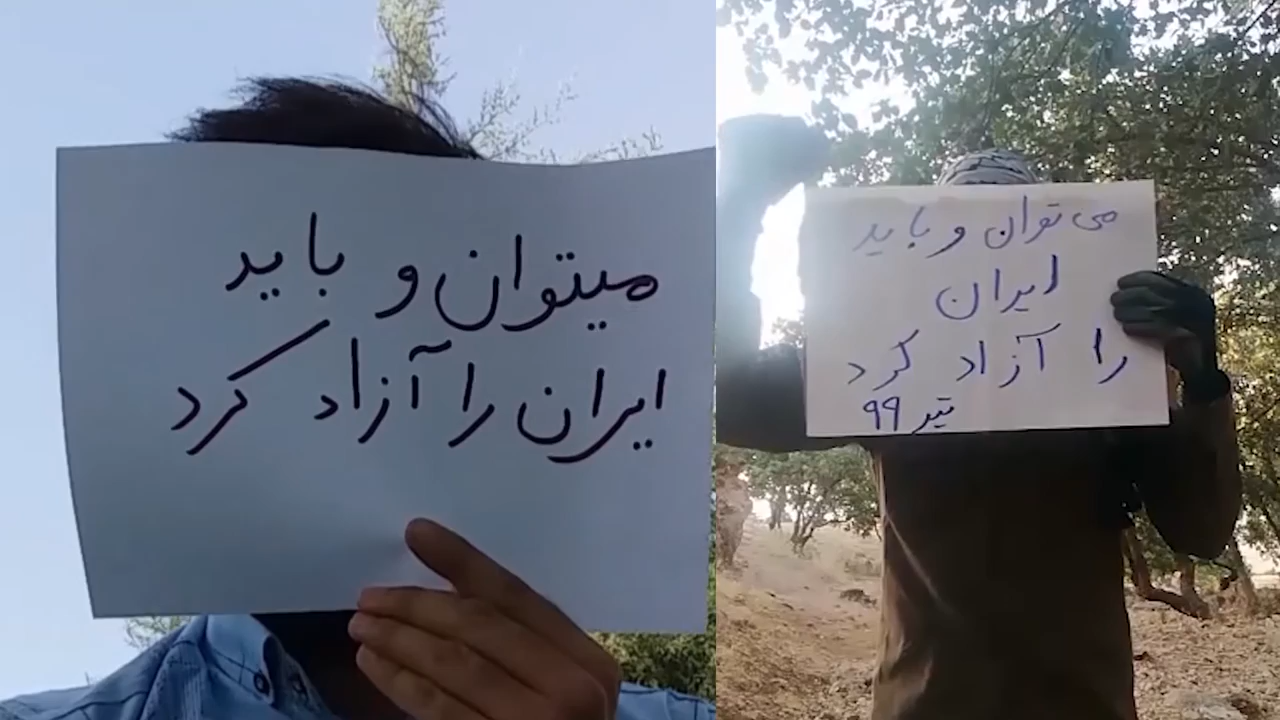 میتوان و باید
ایران را آزاد کرد
می توان و باید
ایران
را آزاد کرد
تیر ۹۹